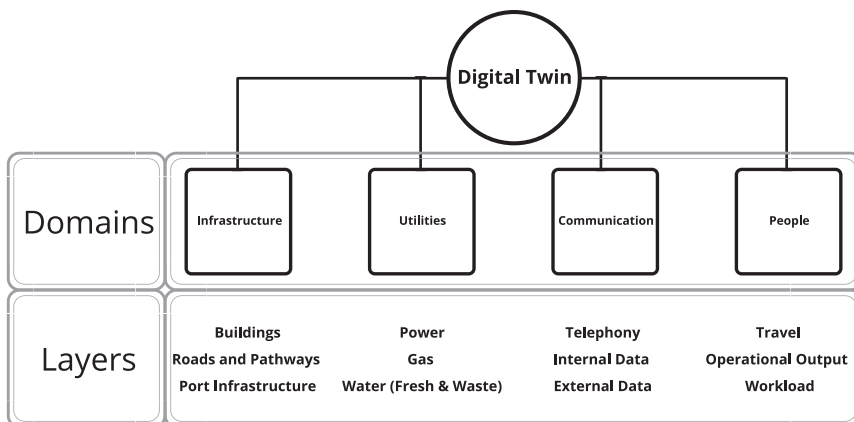 Digital Twin
Domains
Infrastructure
Utilities
Communication
People
Layers
Buildings
Roads and Pathways
Port Infrastructure
Power
Gas
Water (Fresh & Waste)
Telephony
Internal Data
External Data
Travel
Operational Output
Workload